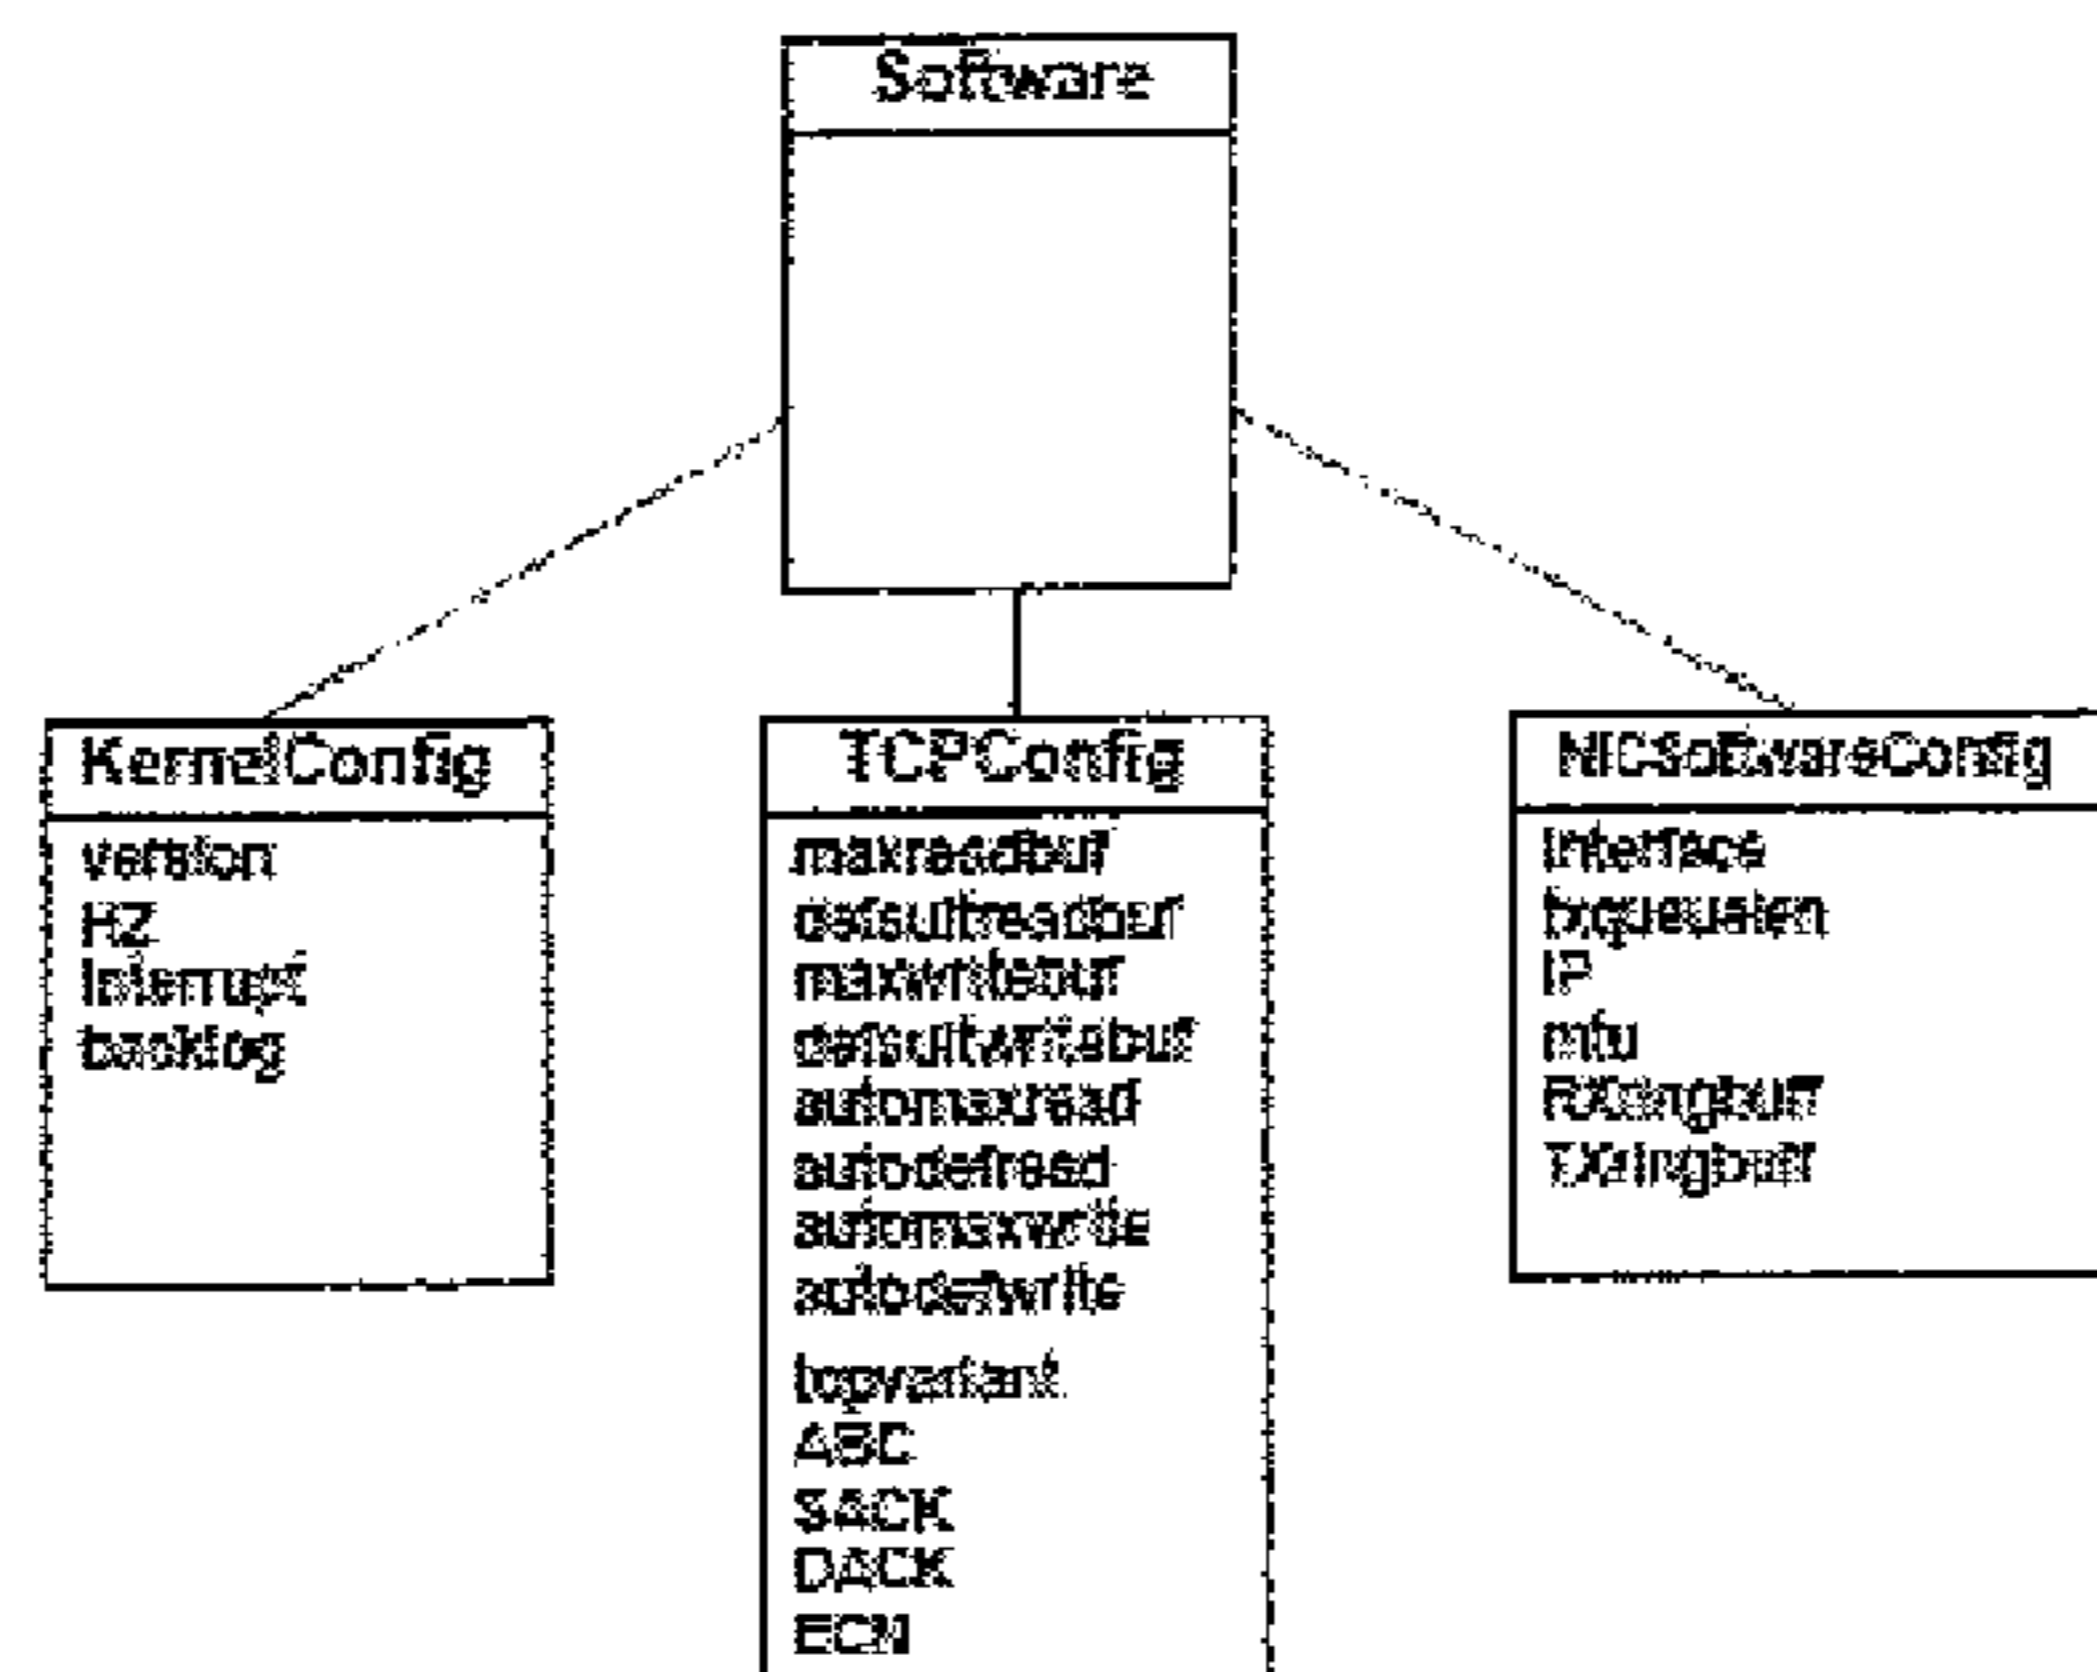 Software
KernelConfig
version
HZ
Interrupt
backlog
TCPConfig
maxreadbuf
defaultreadbuf
maxwritebuf
defaultwritebuf
automaxread
autodefread
automaxwrite
autodefwrite
tcpvariant
ABC
SACK
DACK
ECN
NICSoftwareConfig
Interface
txqueuelen
IP
mtu
RXringbuff
TXringbuff